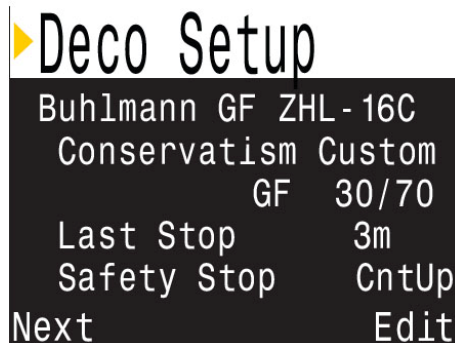 Deco Setup
Buhlmann GF ZHL-16C
Conservatism Custom
GF 30/70
Last Stop 3m
Safety Stop CntUp
Next Edit